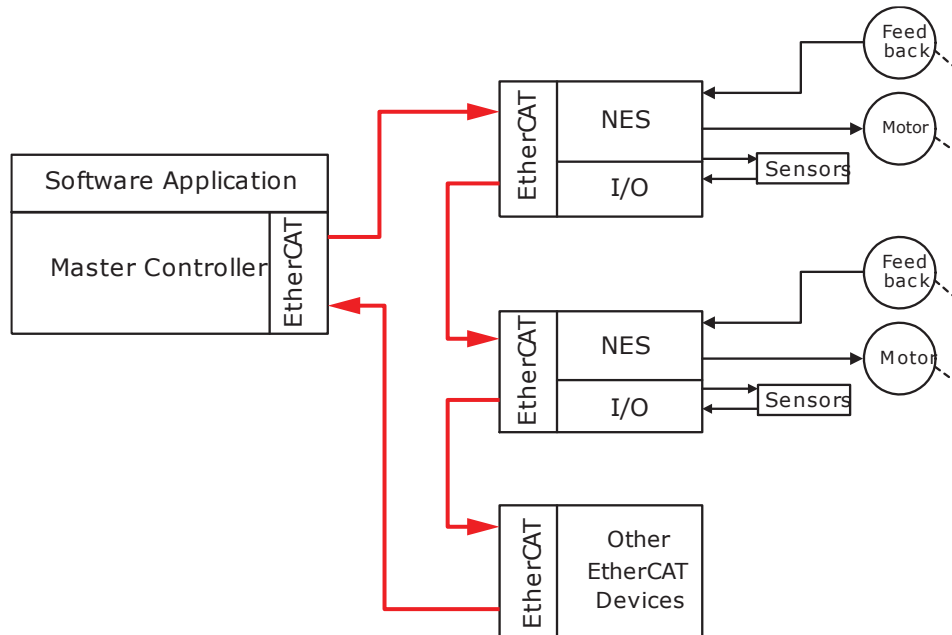 Software Application
Master Controller
EtherCAT
EtherCAT
NES
I/O
Feed
back
Motor
Sensors
EtherCAT
NES
I/O
Feed
back
Motor
Sensors
EtherCAT
Other
EtherCAT
Devices